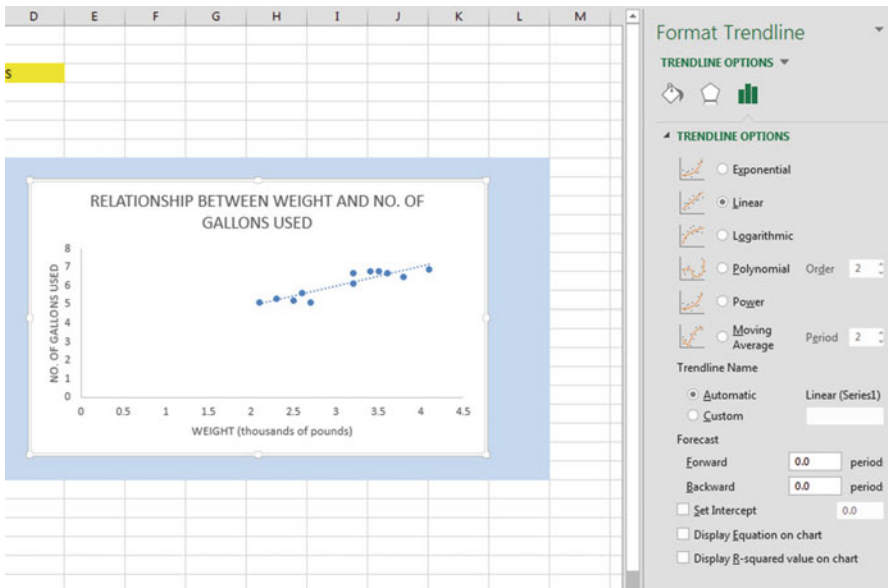 D E F G H I J K L M
S
RELATIONSHIP BETWEEN WEIGHT AND NO. OF
GALLONS USED
NO. OF GALLONS USED
8
7
6
5
4
3
2
1
0
0 0.5 1 1.5 2 2.5 3 3.5 4 4.5
WEIGHT (thousands of pounds)
Format Trendline
TRENDLINE OPTIONS
TRENDLINE OPTIONS
Exponential
Linear
Logarithmic
Polynomial Order 2
Power
Moving
Average
Period 2
Trendline Name
Automatic Linear (Series1)
Custom
Forecast
Forward 0.0 period
Backward 0.0 period
Set Intercept 0.0
Display Equation on chart
Display R-squared value on chart